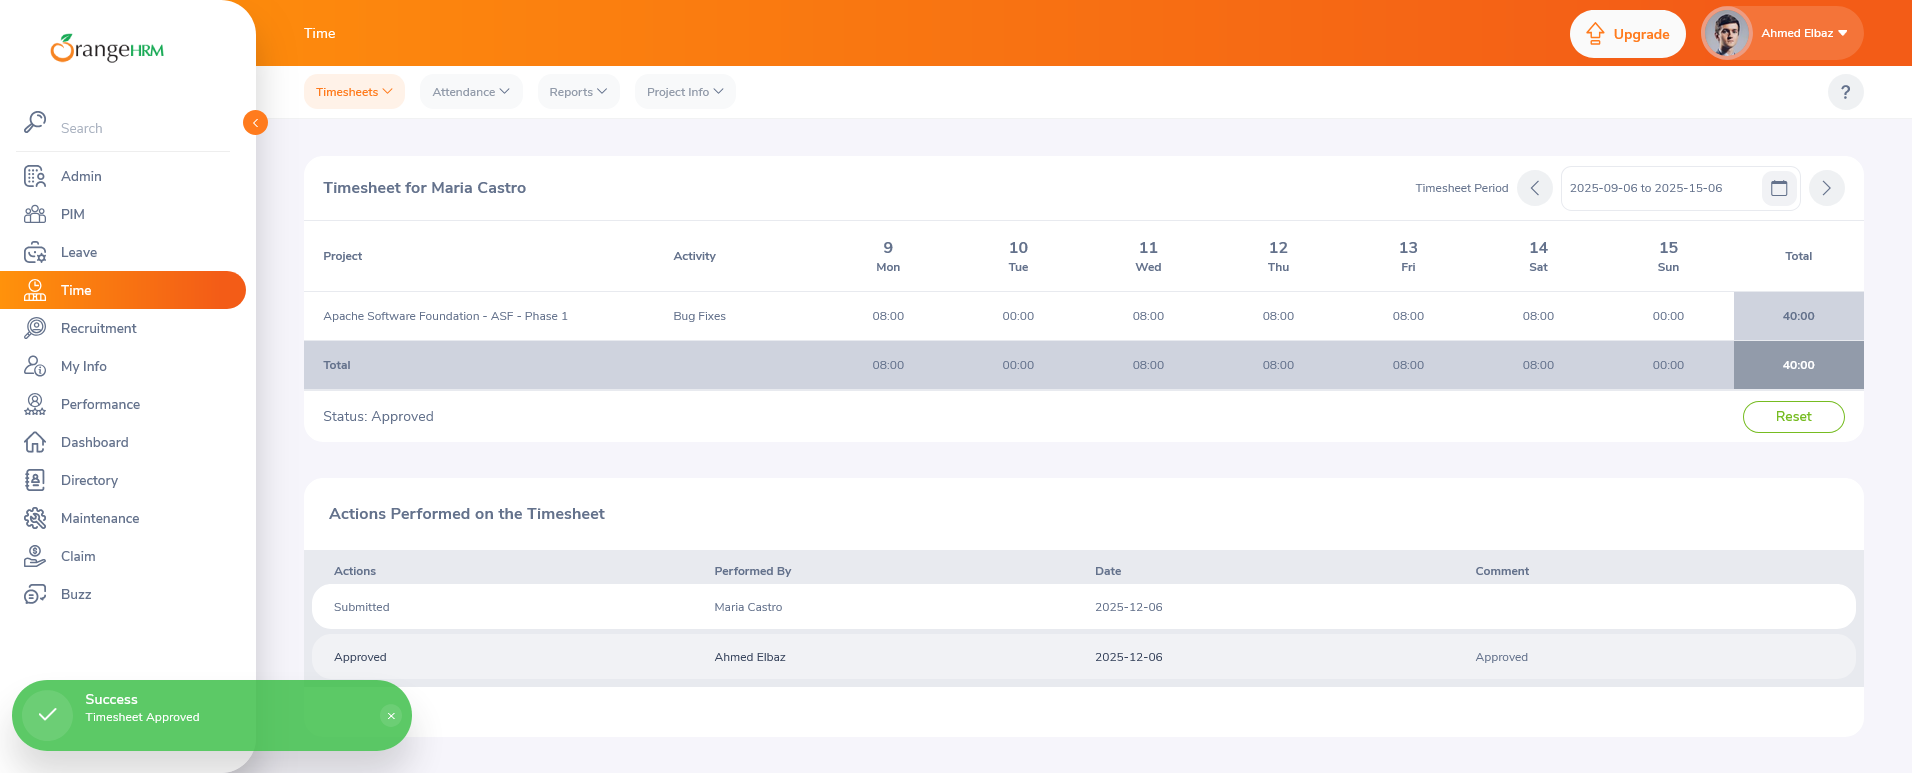 OrangeHRM
Time
Upgrade
Ahmed Elbaz
Search
Admin
PIM
Leave
Time
Recruitment
My Info
Performance
Dashboard
Directory
Maintenance
Claim
Buzz
Timesheets
Attendance
Reports
Project Info
?
Timesheet for Maria Castro
Timesheet Period
2025-09-06 to 2025-15-06
Project Activity 9 Mon 10 Tue 11 Wed 12 Thu 13 Fri 14 Sat 15 Sun Total
Apache Software Foundation - ASF - Phase 1 Bug Fixes 08:00 00:00 08:00 08:00 08:00 08:00 00:00 40:00
Total 08:00 00:00 08:00 08:00 08:00 08:00 00:00 40:00
Status: Approved
Reset
Actions Performed on the Timesheet
Actions Performed By Date Comment
Submitted Maria Castro 2025-12-06
Approved Ahmed Elbaz 2025-12-06 Approved
Success
Timesheet Approved